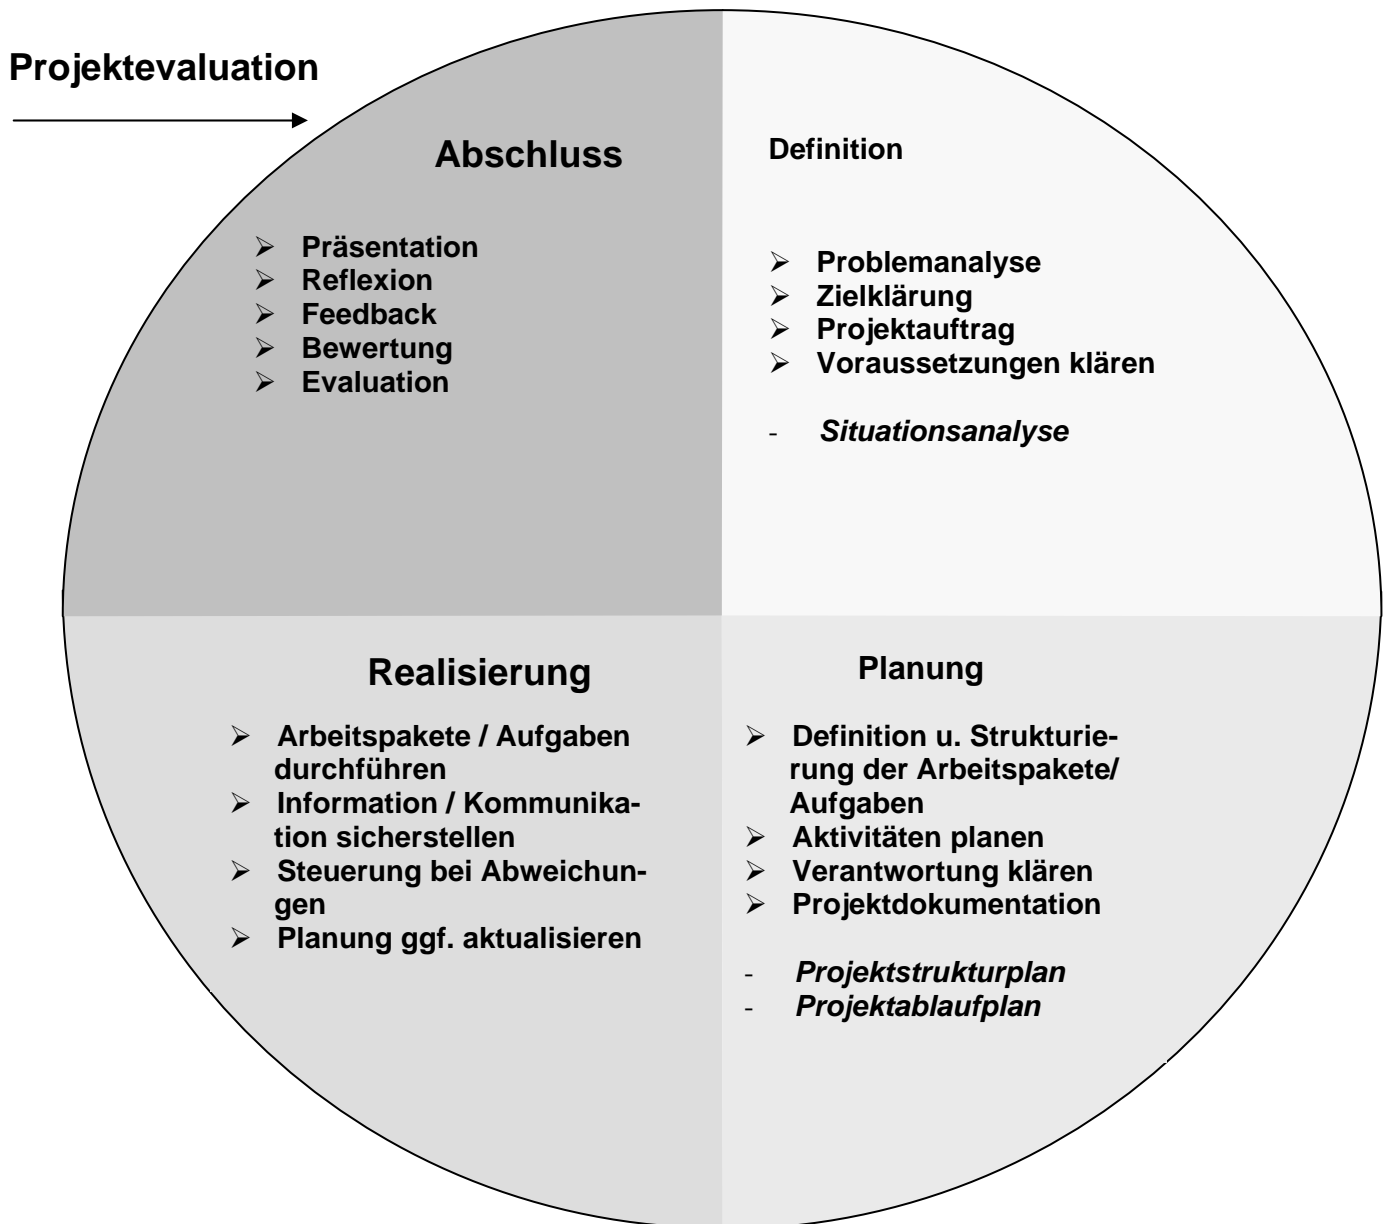 Projektevaluation
Abschluss
➢ Präsentation
➢ Reflexion
➢ Feedback
➢ Bewertung
➢ Evaluation
Definition
➢ Problemanalyse
➢ Zielklärung
➢ Projektauftrag
➢ Voraussetzungen klären
- Situationsanalyse
Realisierung
➢ Arbeitspakete / Aufgaben
durchführen
➢ Information / Kommunika-
tion sicherstellen
➢ Steuerung bei Abweichun-
gen
➢ Planung ggf. aktualisieren
Planung
➢ Definition u. Strukturie-
rung der Arbeitspakete/
Aufgaben
➢ Aktivitäten planen
➢ Verantwortung klären
➢ Projektdokumentation
- Projektstrukturplan
- Projektablaufplan